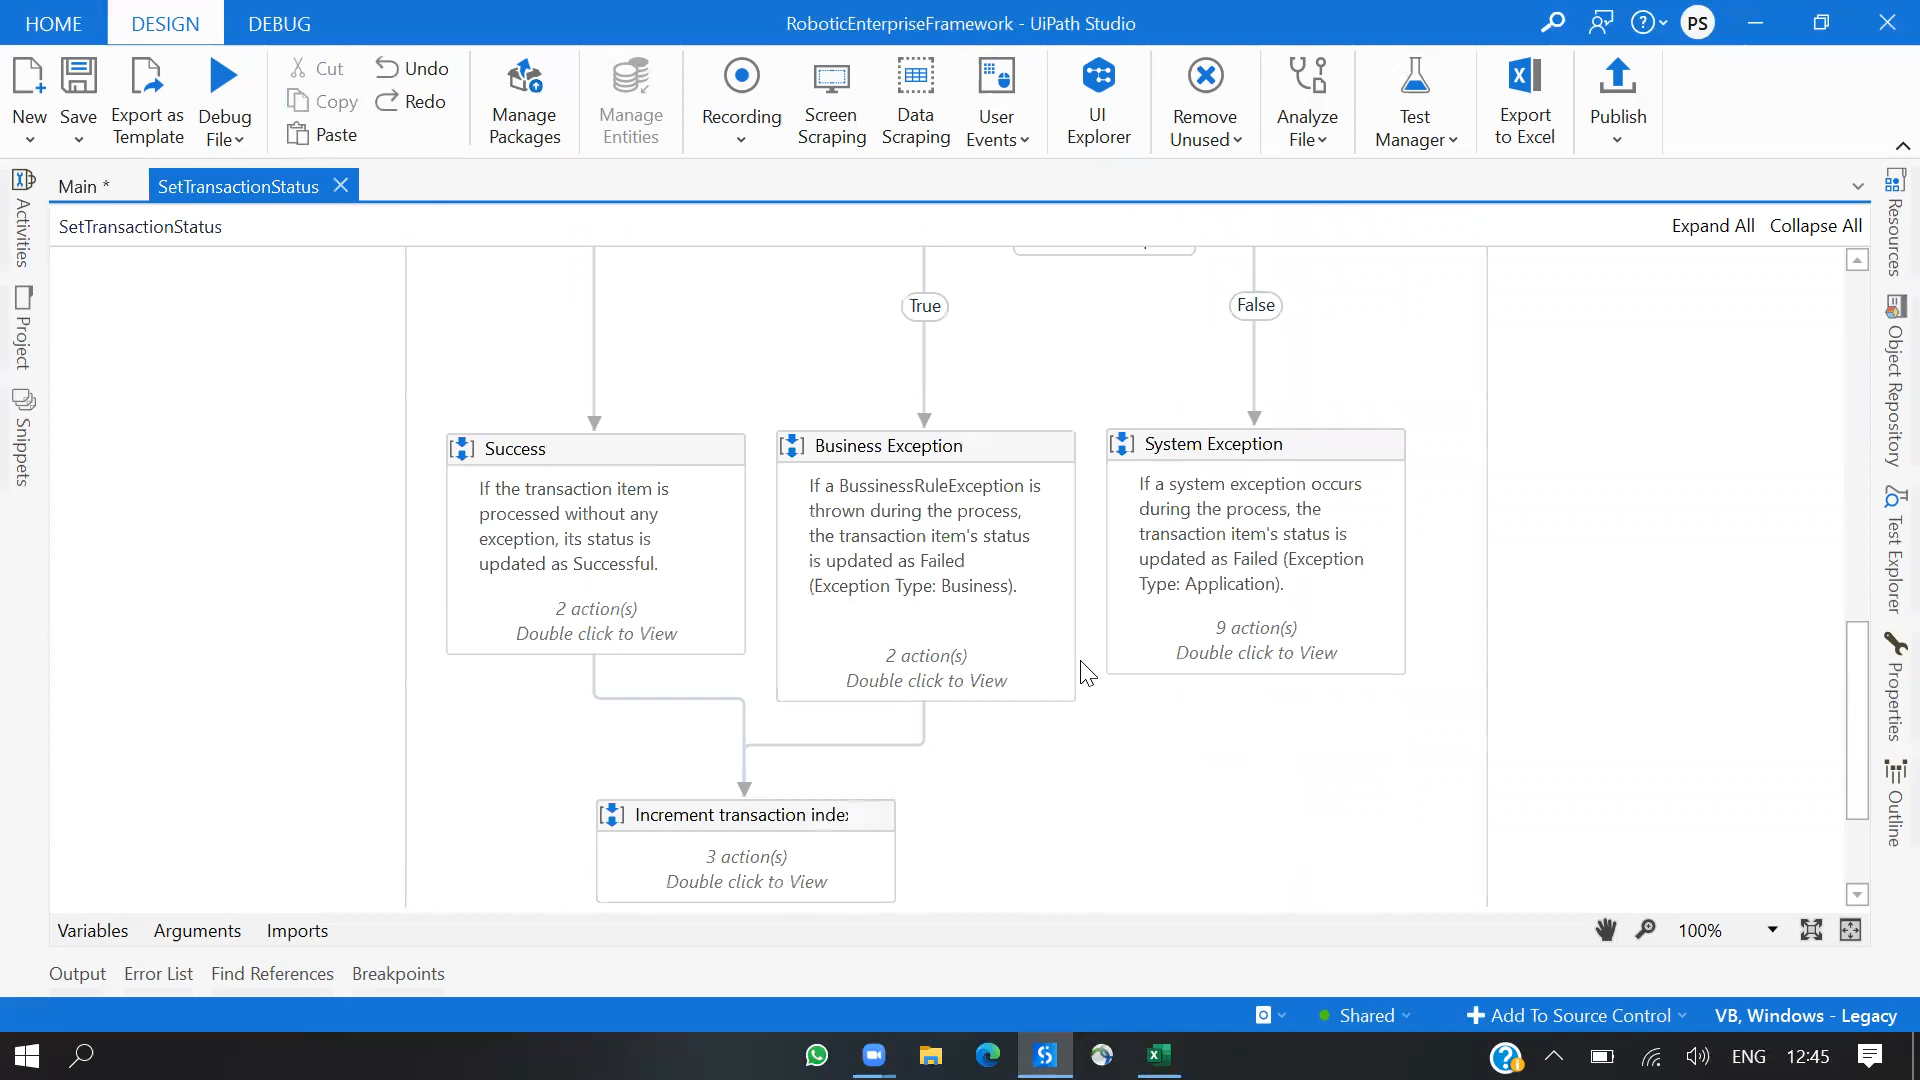 HOME DESIGN DEBUG
RoboticEnterpriseFramework - UiPath Studio
PS
New
Save
Export as
Template
Debug
File
Cut
Copy
Paste
Undo
Redo
Manage
Packages
Manage
Entities
Recording
Screen
Scraping
Data
Scraping
User
Events
UI
Explorer
Remove
Unused
Analyze
File
Test
Manager
Export
to Excel
Publish
Main *
SetTransactionStatus
SetTransactionStatus
Expand All Collapse All
Activities
Project
Snippets
Resources
Object Repository
Test Explorer
Properties
Outline
True
False
Success
If the transaction item is
processed without any
exception, its status is
updated as Successful.
2 action(s)
Double click to View
Business Exception
If a BussinessRuleException is
thrown during the process,
the transaction item's status
is updated as Failed
(Exception Type: Business).
2 action(s)
Double click to View
System Exception
If a system exception occurs
during the process, the
transaction item's status is
updated as Failed (Exception
Type: Application).
9 action(s)
Double click to View
Increment transaction index
3 action(s)
Double click to View
Variables Arguments Imports
100%
Output Error List Find References Breakpoints
Shared
Add To Source Control
VB, Windows - Legacy
ENG 12:45